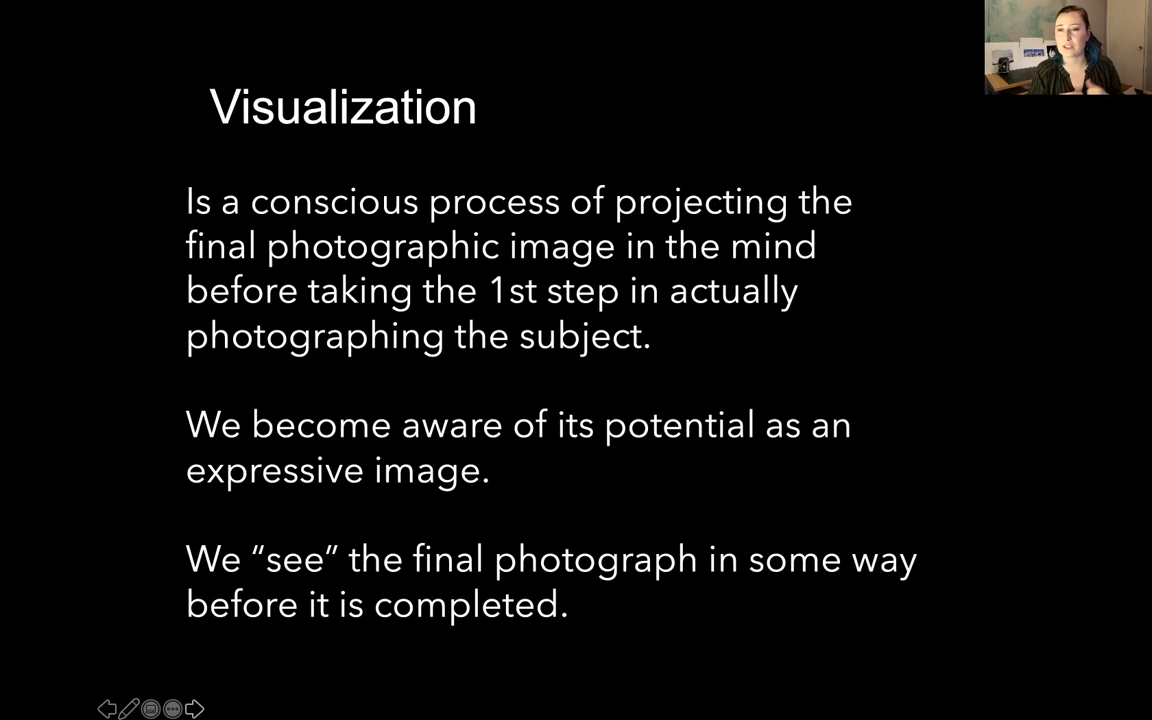 Visualization
Is a conscious process of projecting the
final photographic image in the mind
before taking the 1st step in actually
photographing the subject.
We become aware of its potential as an
expressive image.
We “see” the final photograph in some way
before it is completed.